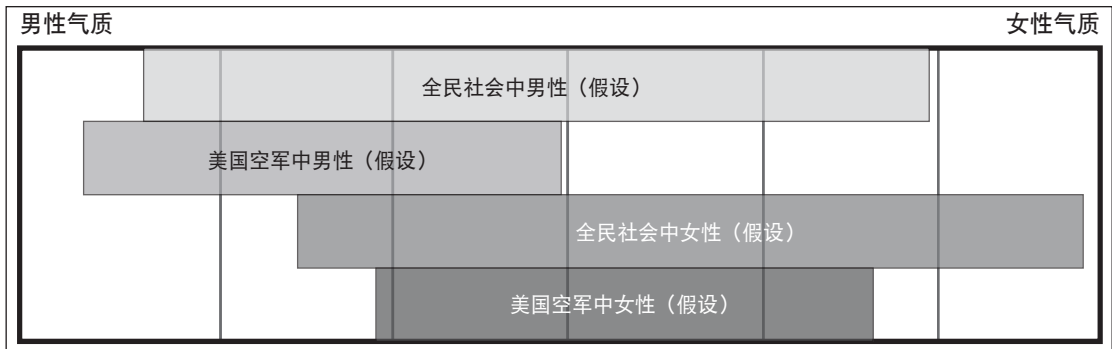 男性气质
女性气质
全民社会中男性（假设）
美国空军中男性（假设）
全民社会中女性（假设）
美国空军中女性（假设）